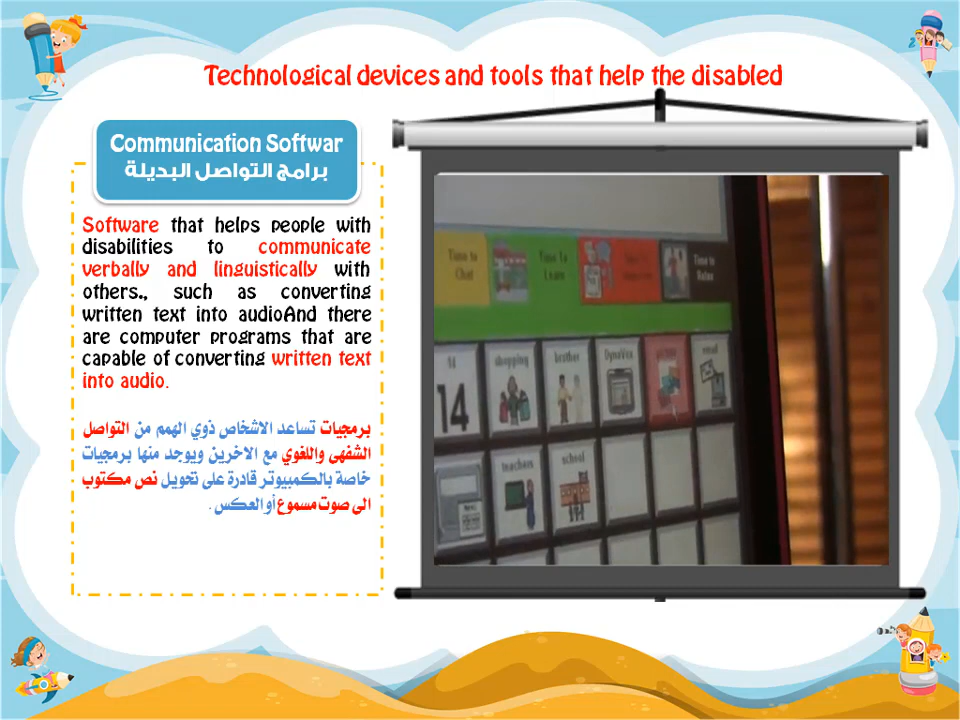 Technological devices and tools that help the disabled
Communication Softwar
برامج التواصل البديلة
Software that helps people with
disabilities to communicate
verbally and linguistically with
others., such as converting
written text into audioAnd there
are computer programs that are
capable of converting written text
into audio.
برمجيات تساعد الاشخاص ذوي الهمم من التواصل
الشفهى واللغوي مع الاخرين ويوجد منها برمجيات
خاصة بالكمبيوتر قادرة على تحويل نص مكتوب
الى صوت مسموع أو العكس .
Time to Chat
Time To Learn
Time to Relax
14
14
shopping
brother
DynaVox
email
teachers
school